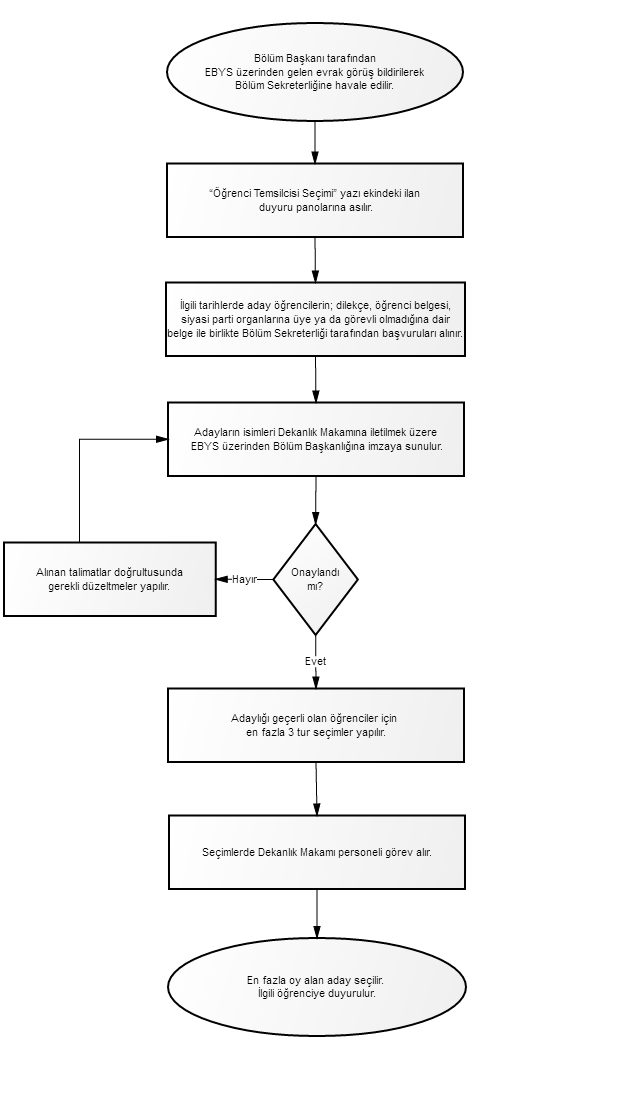 Bölüm Başkanı tarafından
EBYS üzerinden gelen evrak görüş bildirilerek
Bölüm Sekreterliğine havale edilir.
“Öğrenci Temsilcisi Seçimi” yazı ekindeki ilan
duyuru panolarına asılır.
İlgili tarihlerde aday öğrencilerin; dilekçe, öğrenci belgesi,
siyasi parti organlarına üye ya da görevli olmadığına dair
belge ile birlikte Bölüm Sekreterliği tarafından başvuruları alınır.
Adayların isimleri Dekanlık Makamına iletilmek üzere
EBYS üzerinden Bölüm Başkanlığına imzaya sunulur.
Onaylandı
mı?
Hayır
Alınan talimatlar doğrultusunda
gerekli düzeltmeler yapılır.
Evet
Adaylığı geçerli olan öğrenciler için
en fazla 3 tur seçimler yapılır.
Seçimlerde Dekanlık Makamı personeli görev alır.
En fazla oy alan aday seçilir.
İlgili öğrenciye duyurulur.